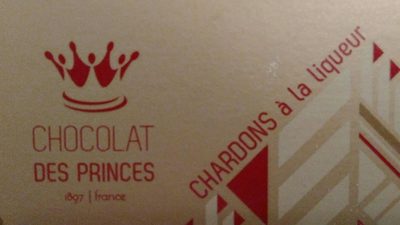 CHOCOLAT
DES PRINCES
1897 | france
CHARDONS à la liqueur